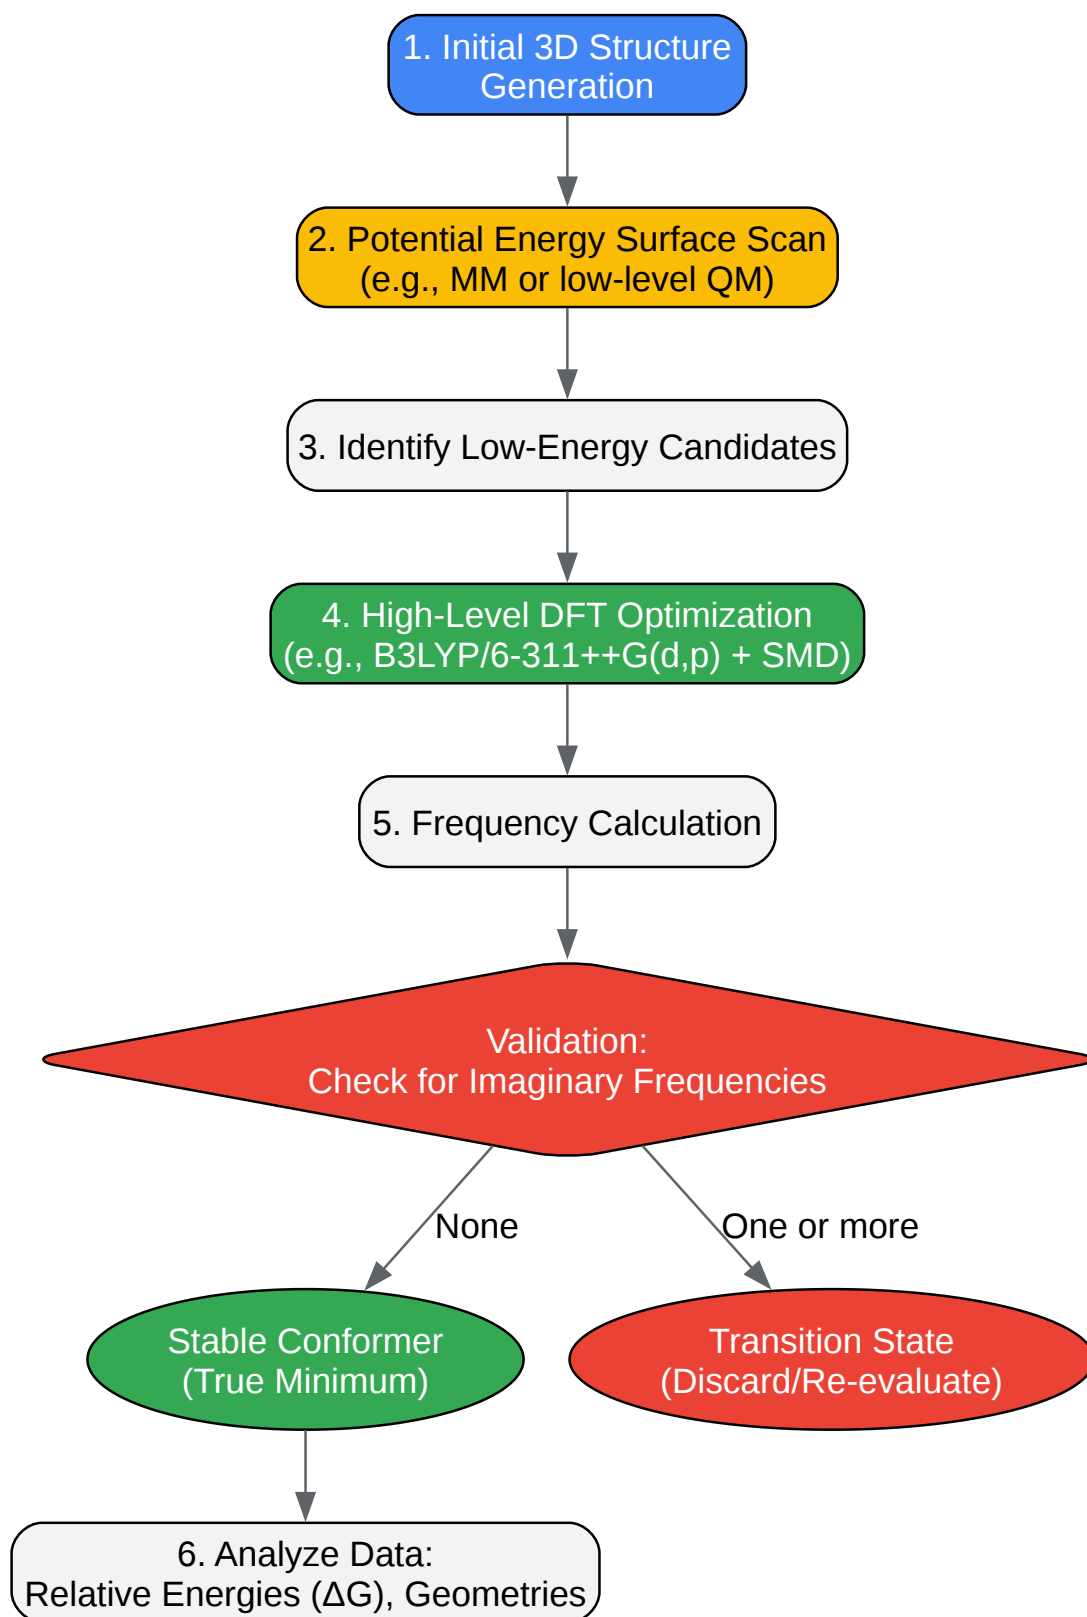 1. Initial 3D Structure
Generation
2. Potential Energy Surface Scan
(e.g., MM or low-level QM)
3. Identify Low-Energy Candidates
4. High-Level DFT Optimization
(e.g., B3LYP/6-311++G(d,p) + SMD)
5. Frequency Calculation
Validation:
Check for Imaginary Frequencies
None
One or more
Stable Conformer
(True Minimum)
Transition State
(Discard/Re-evaluate)
6. Analyze Data:
Relative Energies (ΔG), Geometries